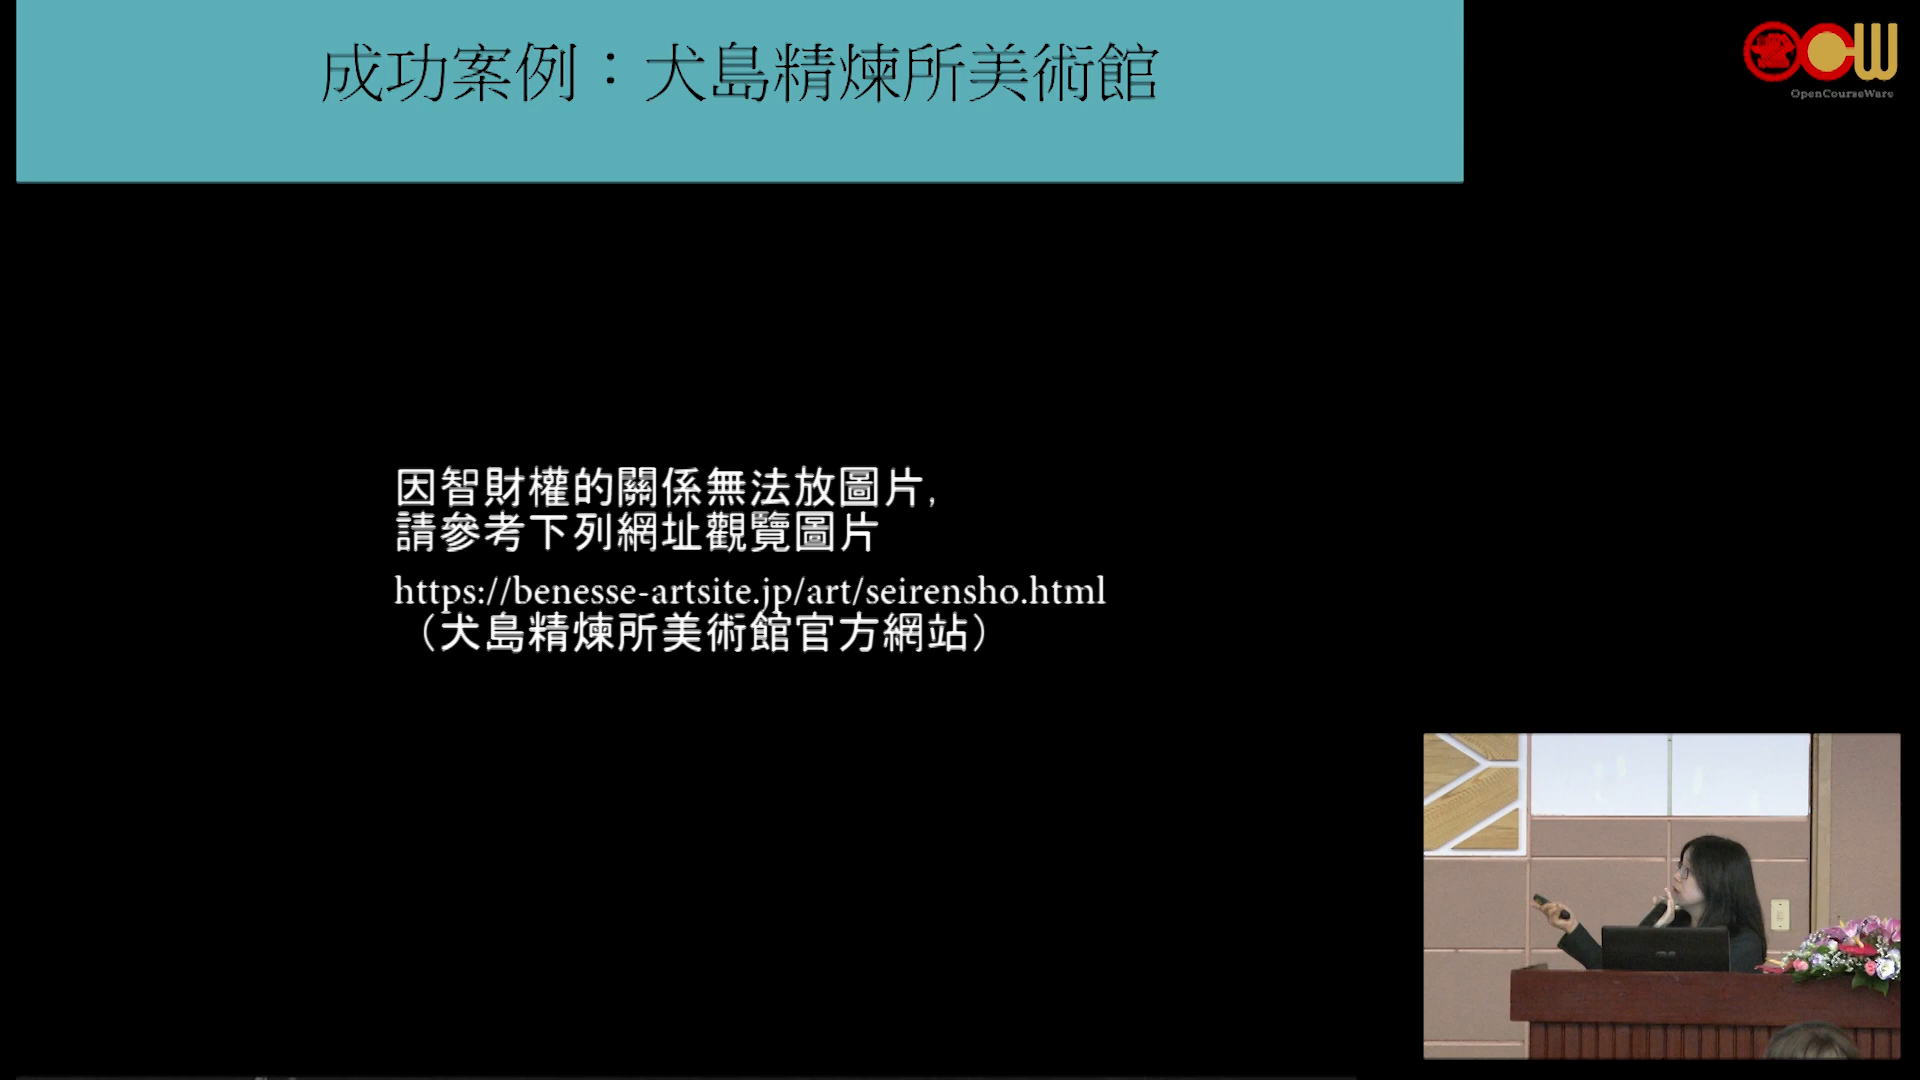 成功案例：犬島精煉所美術館
OpenCourseWare
因智財權的關係無法放圖片,
請參考下列網址觀覽圖片
https://benesse-artsite.jp/art/seirensho.html
（犬島精煉所美術館官方網站）